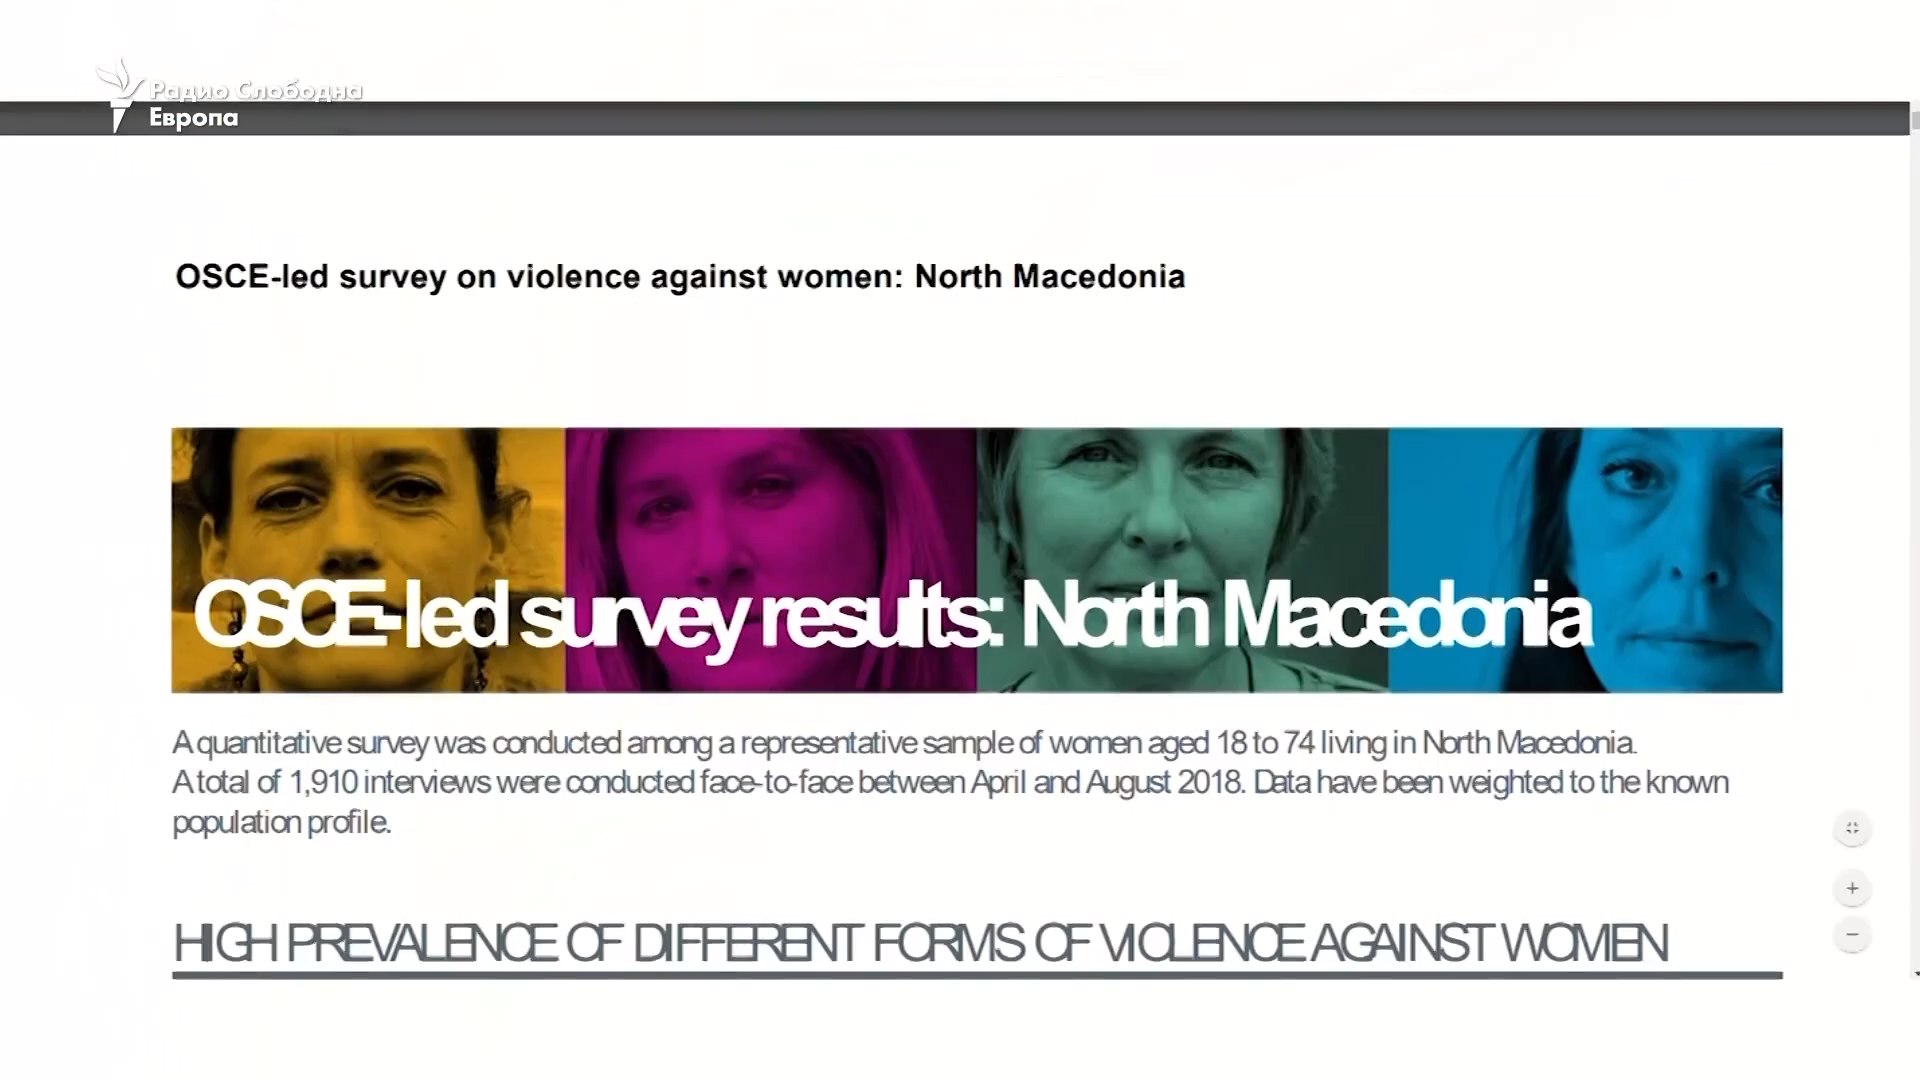 Радио Слободна
Европа
OSCE-led survey on violence against women: North Macedonia
OSCE-led survey results: North Macedonia
A quantitative survey was conducted among a representative sample of women aged 18 to 74 living in North Macedonia.
A total of 1,910 interviews were conducted face-to-face between April and August 2018. Data have been weighted to the known
population profile.
HIGH PREVALENCE OF DIFFERENT FORMS OF VIOLENCE AGAINST WOMEN